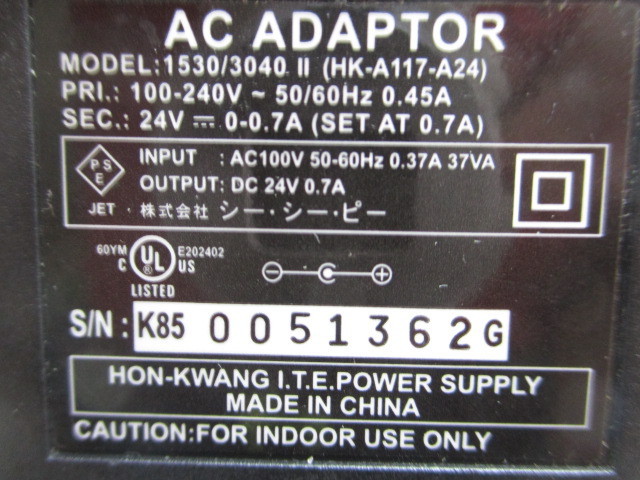 AC ADAPTOR
MODEL:1530/3040 II (HK-A117-A24)
PRI.: 100-240V ~ 50/60Hz 0.45A
SEC.: 24V ⎓ 0-0.7A (SET AT 0.7A)
PSE
INPUT : AC100V 50-60Hz 0.37A 37VA
OUTPUT: DC 24V 0.7A
JET · 株式会社 シー・シー・ピー
60YM E202402
C UL® US
LISTED
S/N : K85 0051362G
HON-KWANG I.T.E.POWER SUPPLY
MADE IN CHINA
CAUTION:FOR INDOOR USE ONLY